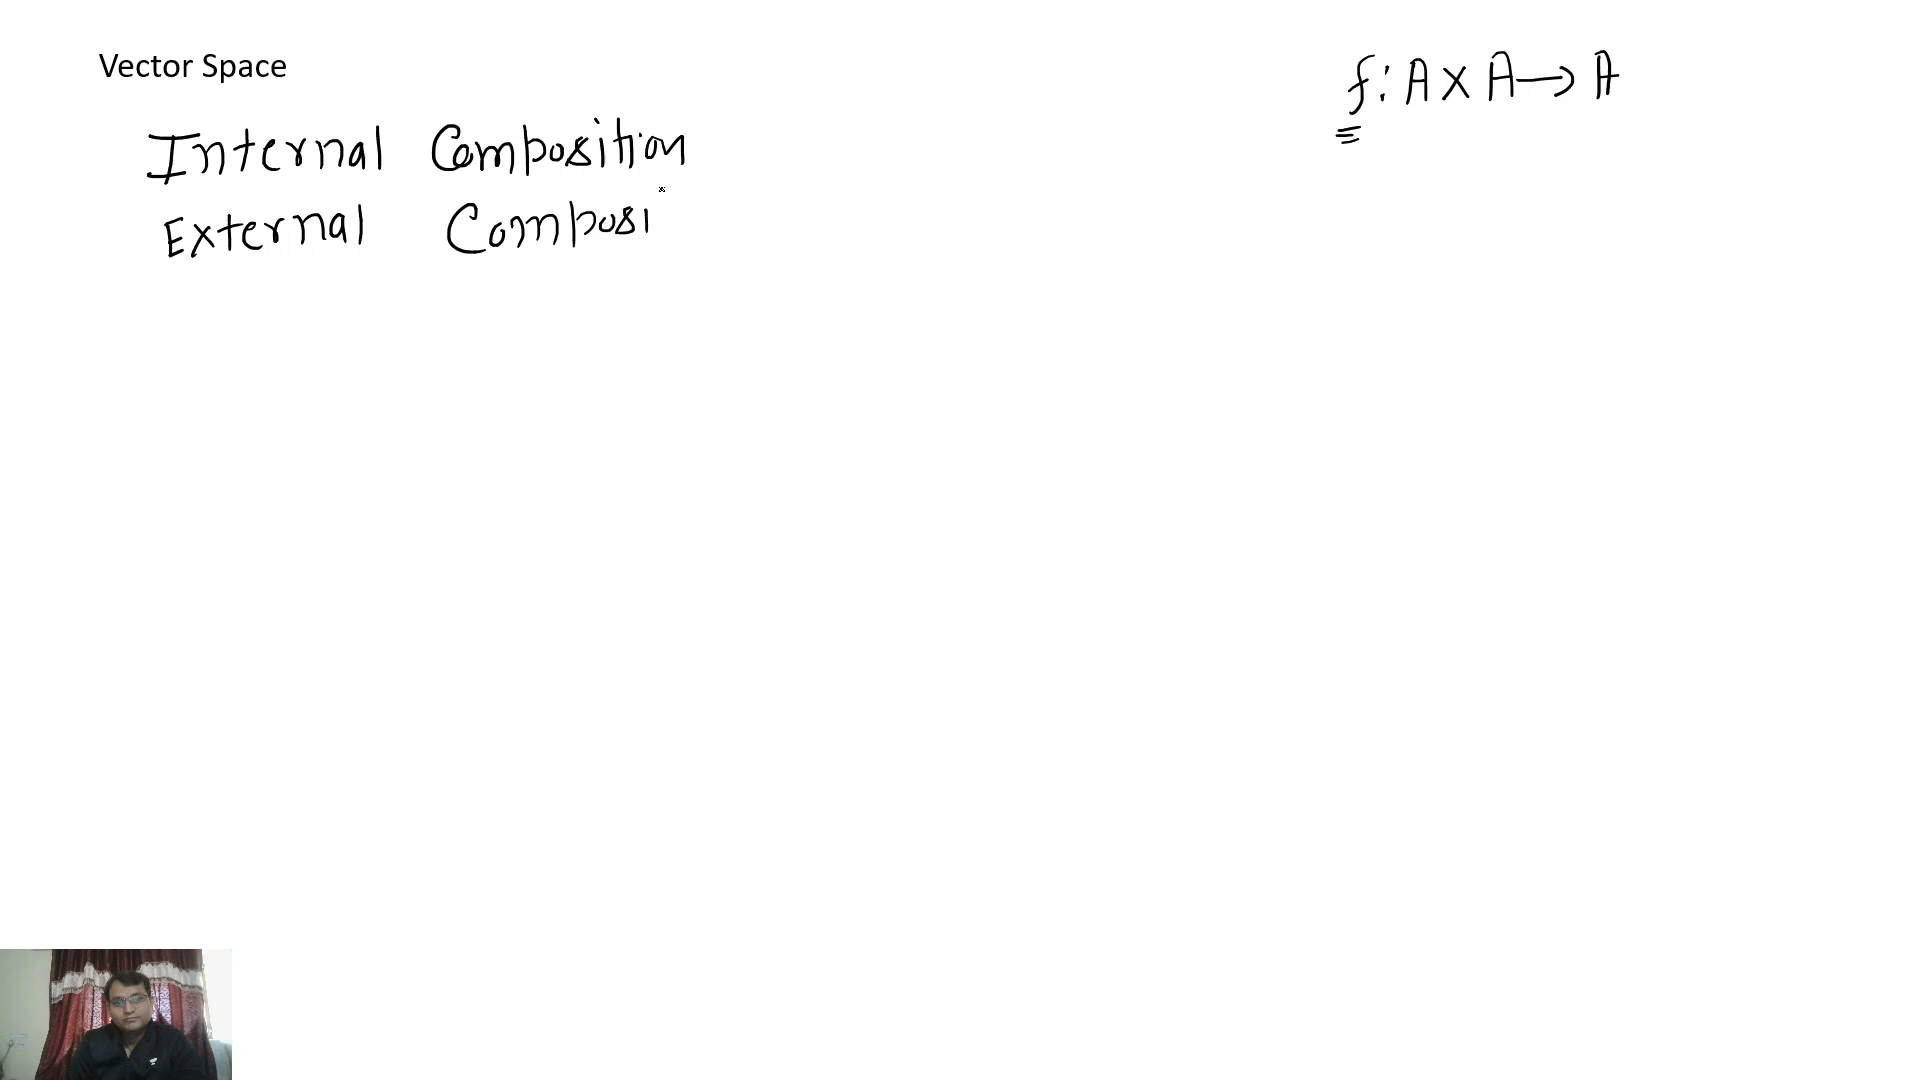 Vector Space
f: A X A → A
Internal Composition
External Composi